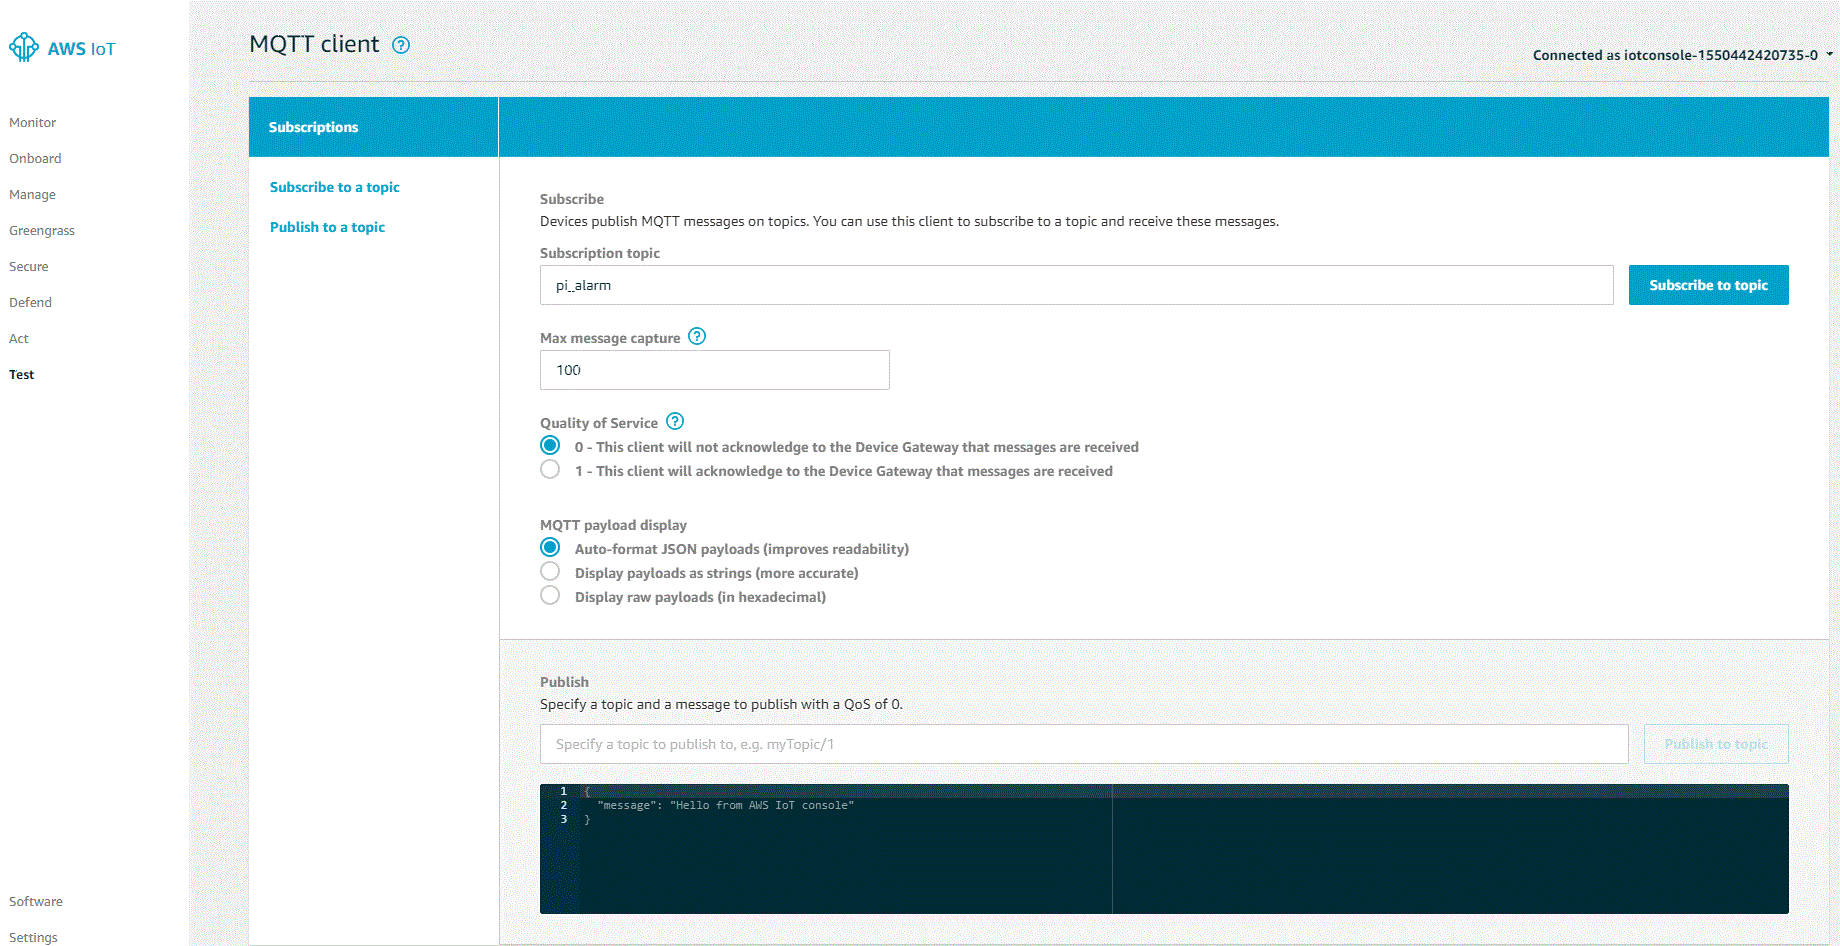 AWS IoT
MQTT client ?
Connected as iotconsole-1550442420735-0
Monitor
Onboard
Manage
Greengrass
Secure
Defend
Act
Test
Software
Settings
Subscriptions
Subscribe to a topic
Publish to a topic
Subscribe
Devices publish MQTT messages on topics. You can use this client to subscribe to a topic and receive these messages.
Subscription topic
pi_alarm
Subscribe to topic
Max message capture ?
100
Quality of Service ?
0 - This client will not acknowledge to the Device Gateway that messages are received
1 - This client will acknowledge to the Device Gateway that messages are received
MQTT payload display
Auto-format JSON payloads (improves readability)
Display payloads as strings (more accurate)
Display raw payloads (in hexadecimal)
Publish
Specify a topic and a message to publish with a QoS of 0.
Specify a topic to publish to, e.g. myTopic/1
Publish to topic
1 {
2 "message": "Hello from AWS IoT console"
3 }